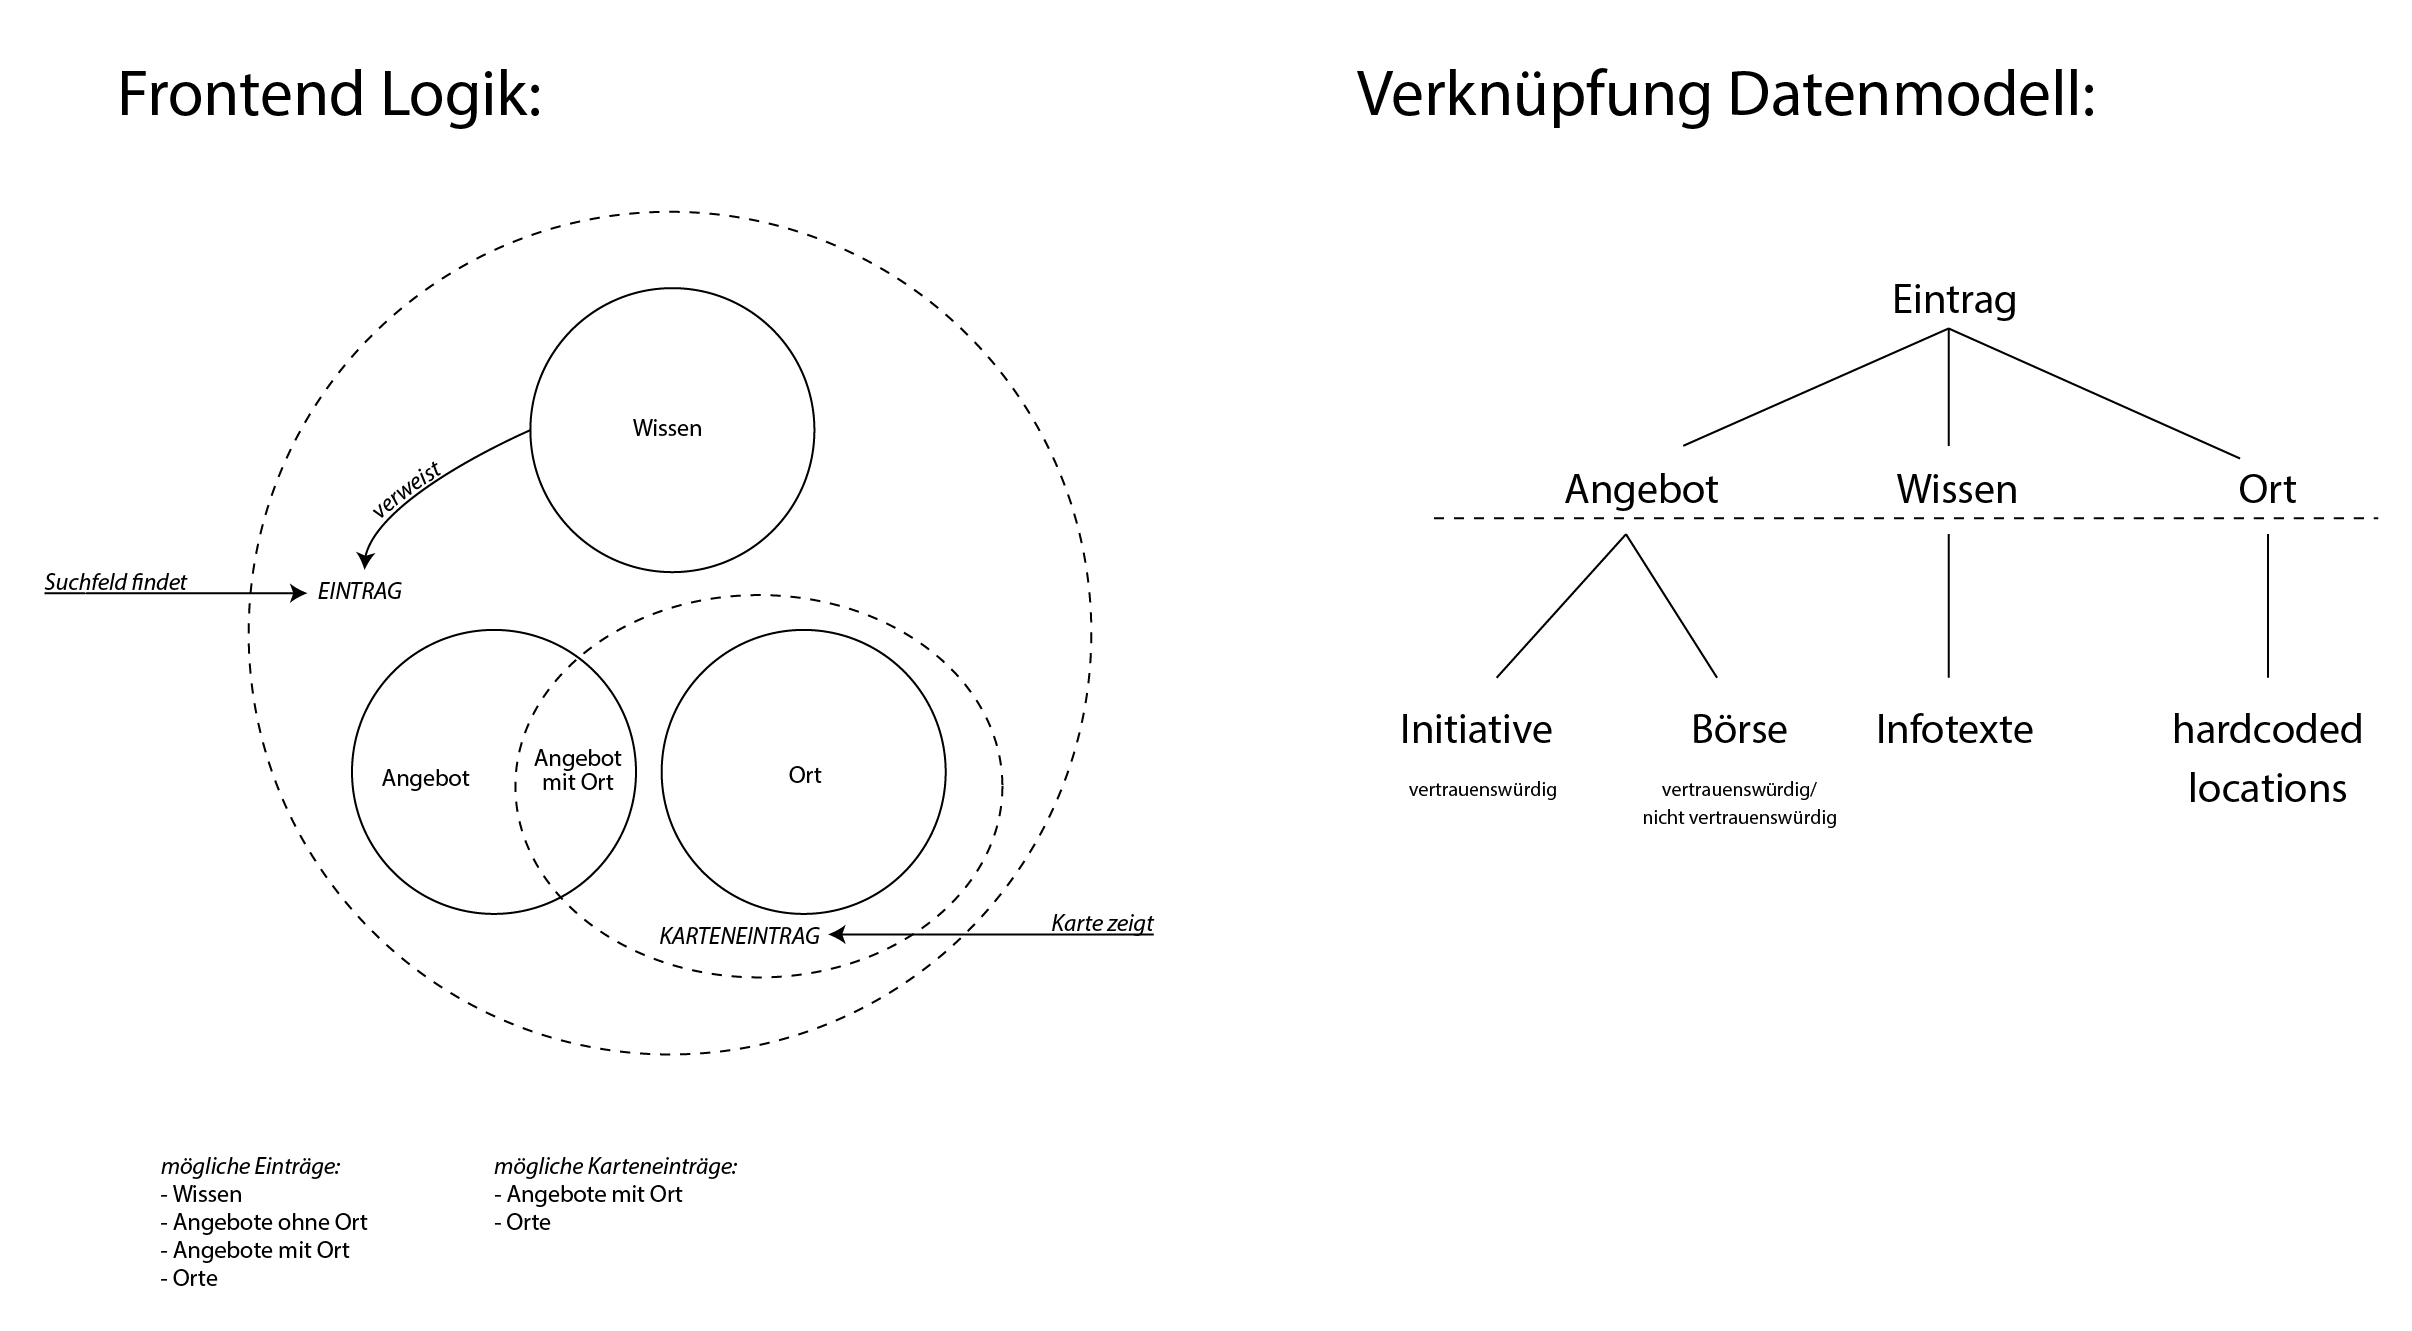 Frontend Logik:
Wissen
verweist
Suchfeld findet
EINTRAG
Angebot
Angebot
mit Ort
Ort
KARTENEINTRAG
Karte zeigt
mögliche Einträge:
- Wissen
- Angebote ohne Ort
- Angebote mit Ort
- Orte
mögliche Karteneinträge:
- Angebote mit Ort
- Orte
Verknüpfung Datenmodell:
Eintrag
Angebot
Wissen
Ort
Initiative
vertrauenswürdig
Börse
vertrauenswürdig/
nicht vertrauenswürdig
Infotexte
hardcoded
locations